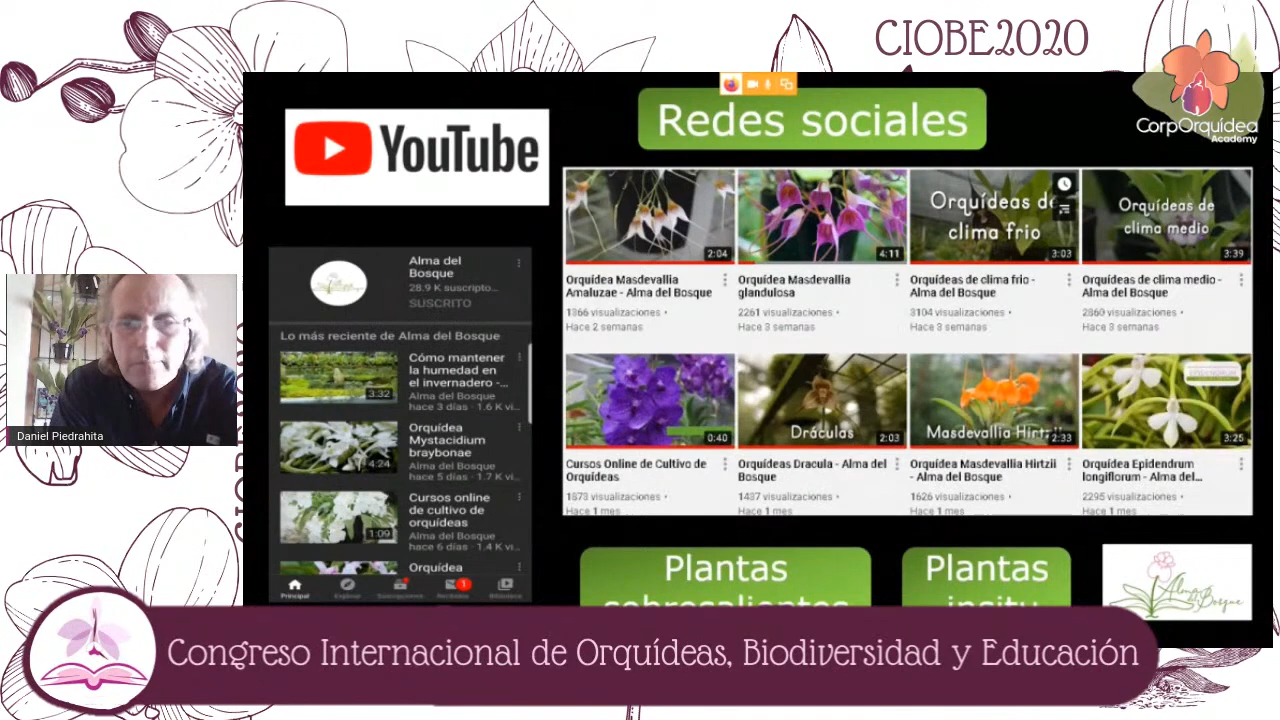 CIOBE2020
CorpOrquídea
Academy
YouTube
Redes sociales
Alma del
Bosque
28.9 K suscripto...
SUSCRITO
Lo más reciente de Alma del Bosque
3:32
Cómo mantener
la humedad en
el invernadero -...
Alma del Bosque
hace 3 días · 1.6 K vi...
4:24
Orquídea
Mystacidium
braybonae
Alma del Bosque
hace 5 días · 1.7 K vi...
1:09
Cursos online
de cultivo de
orquídeas
Alma del Bosque
hace 6 días · 1.4 K vi...
Orquídea
Principal
Explorar
Suscripciones
1
Biblioteca
2:04
4:11
Orquídeas de
clima frio
3:03
Orquídeas de
clima medio
3:39
Orquídea Masdevallia
Amaluzae - Alma del Bosque
1366 visualizaciones •
Hace 2 semanas
Orquídea Masdevallia
glandulosa
2261 visualizaciones •
Hace 3 semanas
Orquídeas de clima frio -
Alma del Bosque
3104 visualizaciones •
Hace 3 semanas
Orquídeas de clima medio -
Alma del Bosque
2860 visualizaciones •
Hace 3 semanas
0:40
Dráculas
2:03
Masdevallia Hirtzii
2:33
3:25
Cursos Online de Cultivo de
Orquídeas
1873 visualizaciones •
Hace 1 mes
Orquídeas Dracula - Alma del
Bosque
1437 visualizaciones •
Hace 1 mes
Orquídea Masdevallia Hirtzii
- Alma del Bosque
1626 visualizaciones •
Hace 1 mes
Orquídea Epidendrum
longiflorum - Alma del...
2295 visualizaciones •
Hace 1 mes
Daniel Piedrahita
Plantas
sobresalientes
Plantas
insitu
Alma
Bosque
Congreso Internacional de Orquídeas, Biodiversidad y Educación